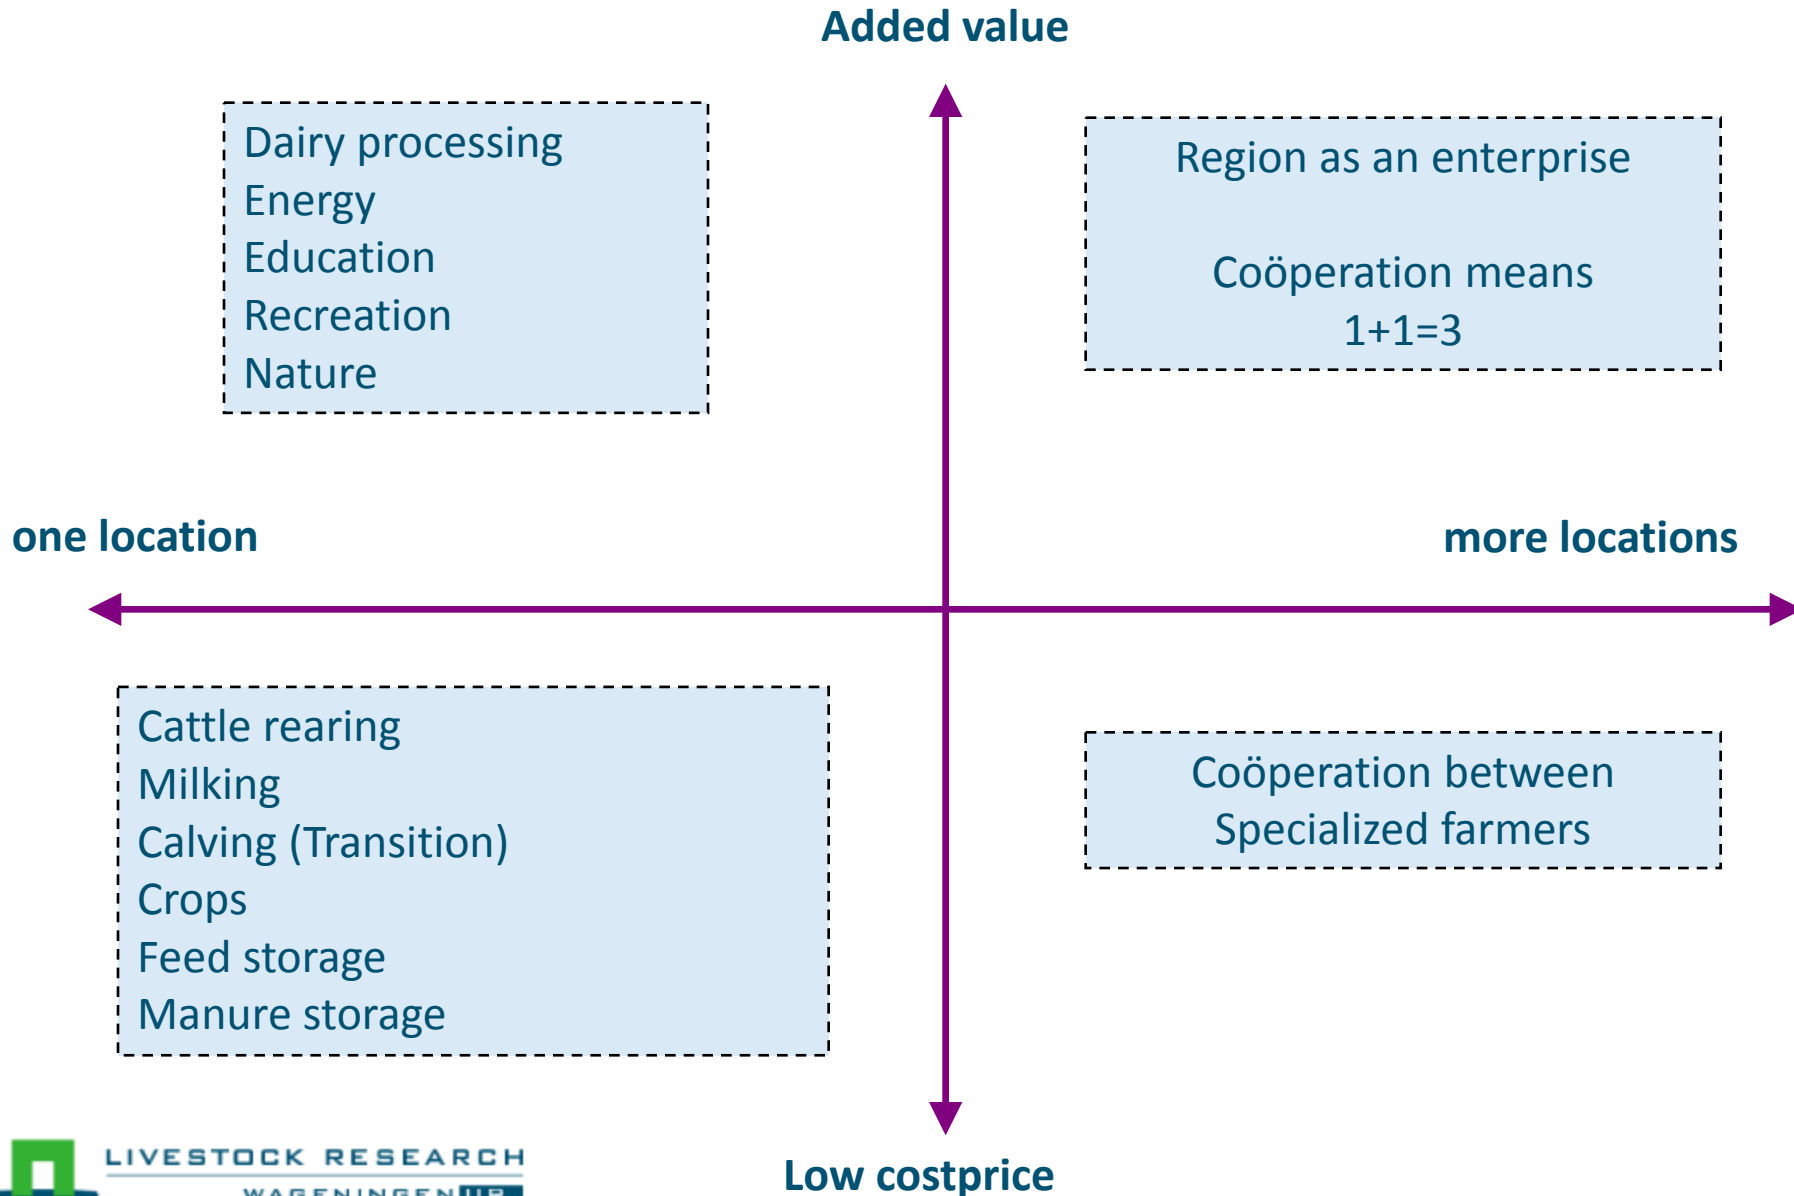 Added value
Dairy processing
Energy
Education
Recreation
Nature
Region as an enterprise
Coöperation means
1+1=3
one location
more locations
Cattle rearing
Milking
Calving (Transition)
Crops
Feed storage
Manure storage
Coöperation between
Specialized farmers
Low costprice
LIVESTOCK RESEARCH
WAGENINGEN UR